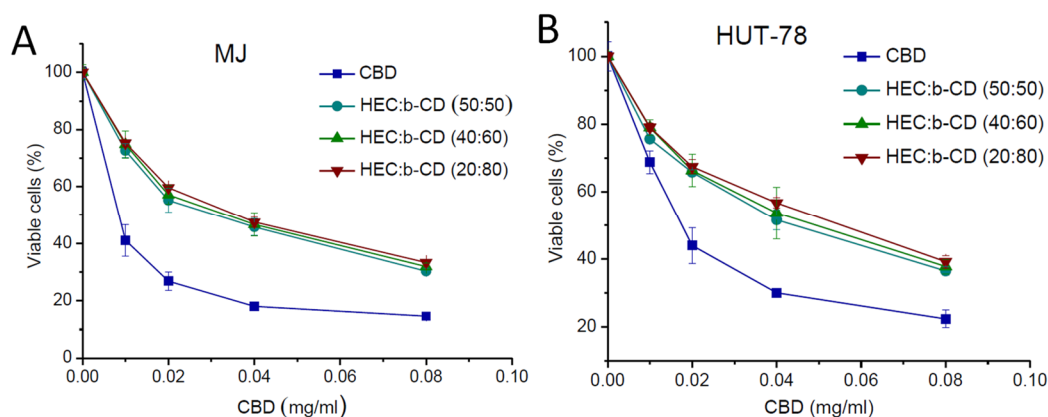 A
MJ
CBD
HEC:b-CD (50:50)
HEC:b-CD (40:60)
HEC:b-CD (20:80)
Viable cells (%)
100
80
60
40
20
0
0.00
0.02
0.04
0.06
0.08
0.10
CBD (mg/ml)
B
HUT-78
CBD
HEC:b-CD (50:50)
HEC:b-CD (40:60)
HEC:b-CD (20:80)
Viable cells (%)
100
80
60
40
20
0.00
0.02
0.04
0.06
0.08
0.10
CBD (mg/ml)